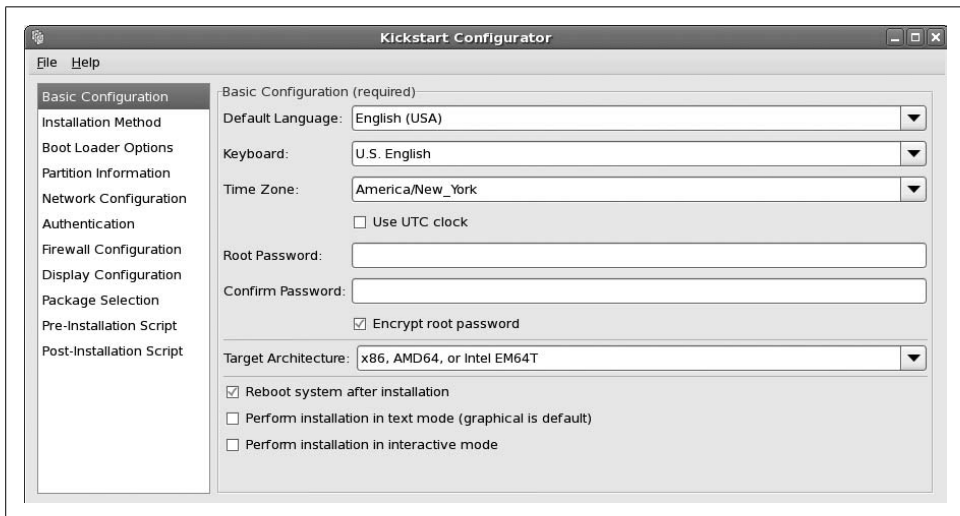 Kickstart Configurator
File Help
Basic Configuration
Installation Method
Boot Loader Options
Partition Information
Network Configuration
Authentication
Firewall Configuration
Display Configuration
Package Selection
Pre-Installation Script
Post-Installation Script
Basic Configuration (required)
Default Language: English (USA)
Keyboard: U.S. English
Time Zone: America/New_York
Use UTC clock
Root Password:
Confirm Password:
Encrypt root password
Target Architecture: x86, AMD64, or Intel EM64T
Reboot system after installation
Perform installation in text mode (graphical is default)
Perform installation in interactive mode